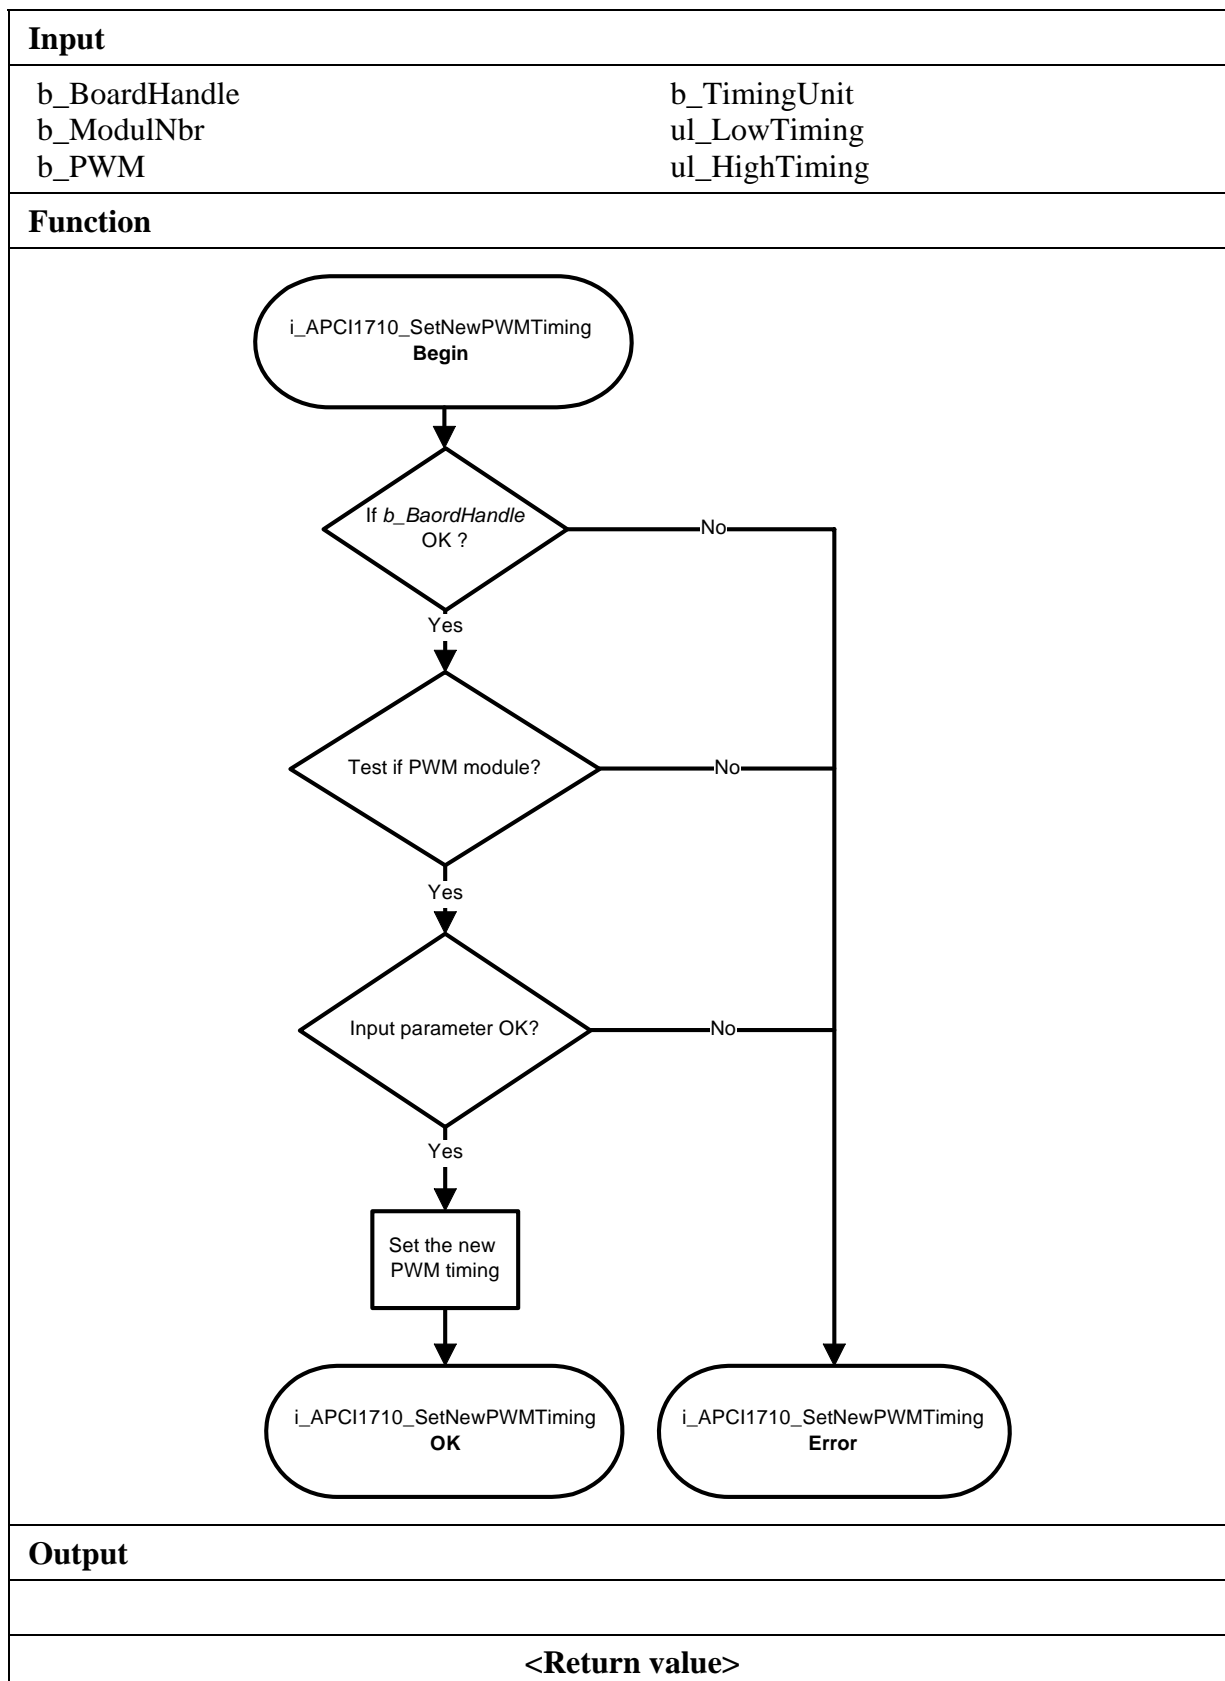 Input
b_BoardHandle
b_ModulNbr
b_PWM
b_TimingUnit
ul_LowTiming
ul_HighTiming
Function
i_APCI1710_SetNewPWMTiming
Begin
If b_BaordHandle
OK ?
No
Yes
Test if PWM module?
No
Yes
Input parameter OK?
No
Yes
Set the new
PWM timing
i_APCI1710_SetNewPWMTiming
OK
i_APCI1710_SetNewPWMTiming
Error
Output
<Return value>